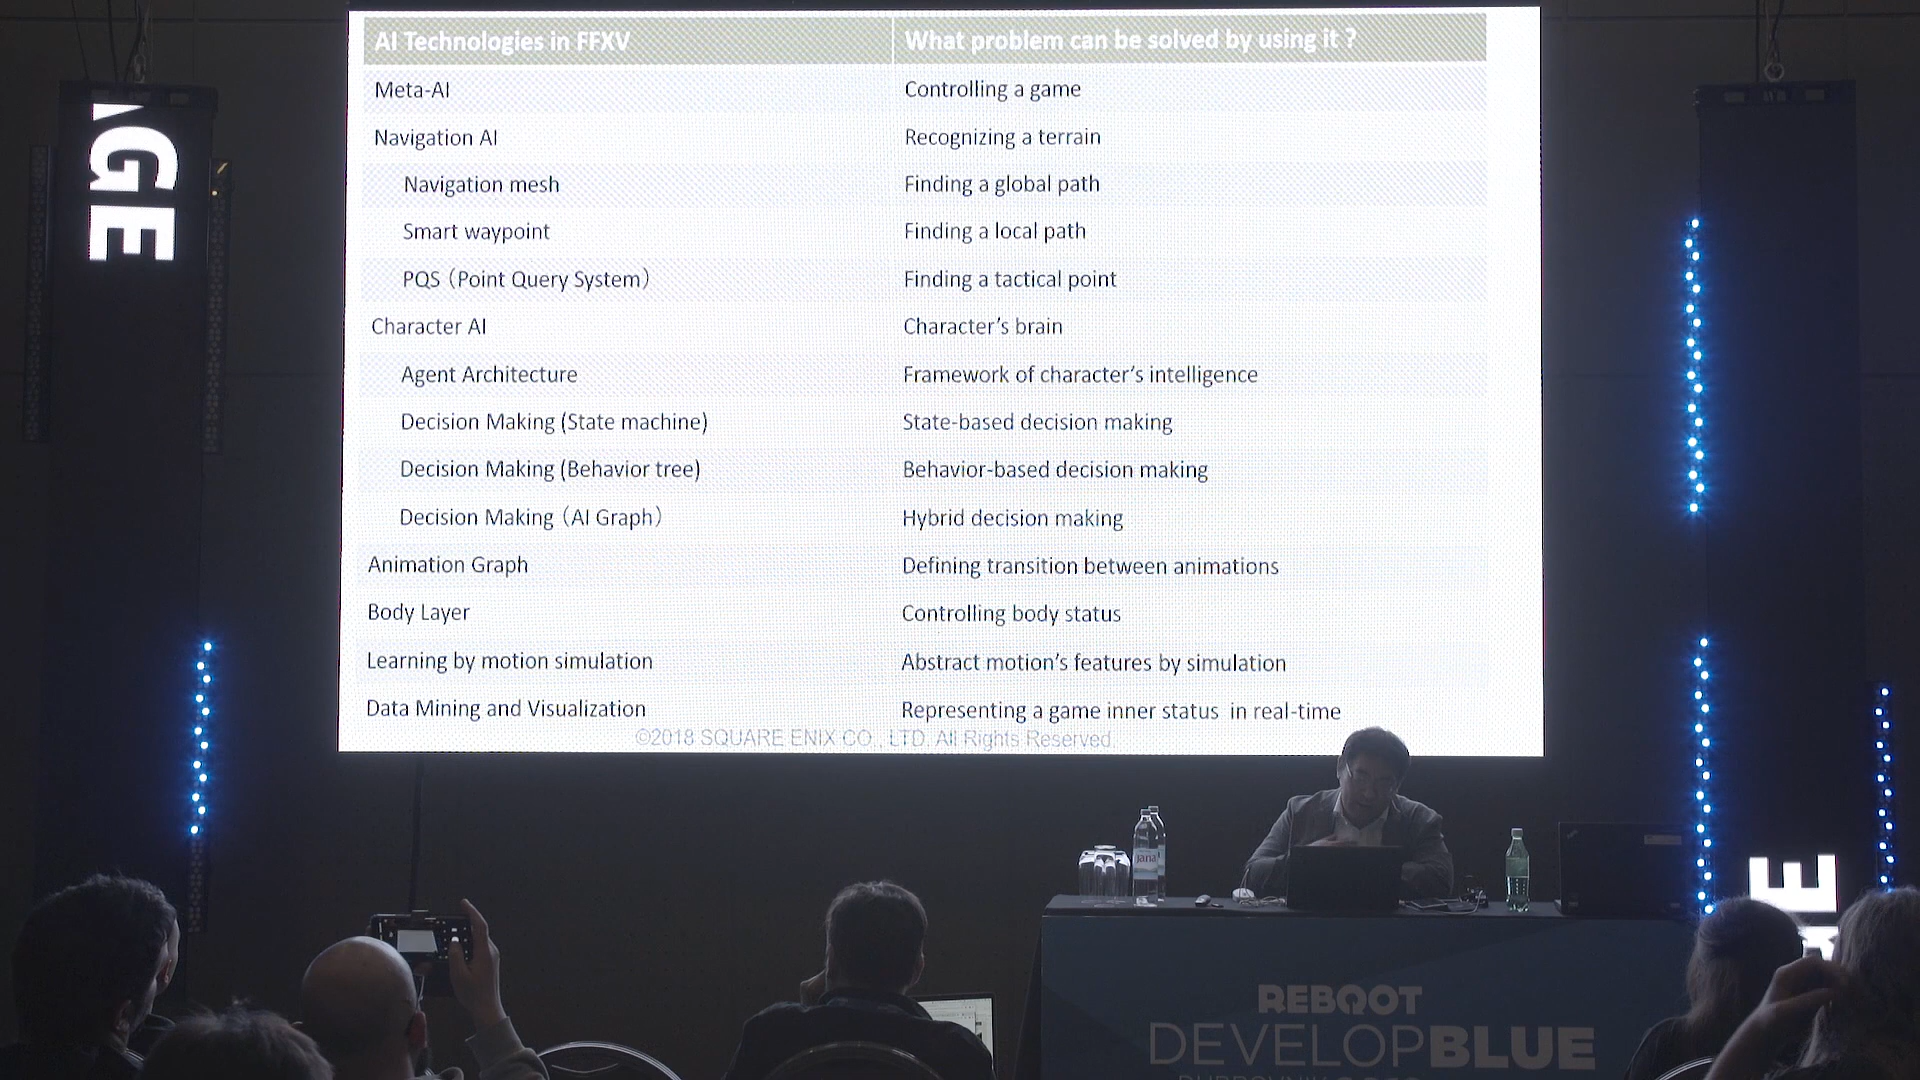 AI Technologies in FFXV
What problem can be solved by using it ?
Meta-AI
Controlling a game
Navigation AI
Recognizing a terrain
Navigation mesh
Finding a global path
Smart waypoint
Finding a local path
PQS（Point Query System）
Finding a tactical point
Character AI
Character's brain
Agent Architecture
Framework of character's intelligence
Decision Making (State machine)
State-based decision making
Decision Making (Behavior tree)
Behavior-based decision making
Decision Making（AI Graph）
Hybrid decision making
Animation Graph
Defining transition between animations
Body Layer
Controlling body status
Learning by motion simulation
Abstract motion's features by simulation
Data Mining and Visualization
Representing a game inner status in real-time
©2018 SQUARE ENIX CO., LTD. All Rights Reserved.
GE
Jana
REBOOT
DEVELOPBLUE
E